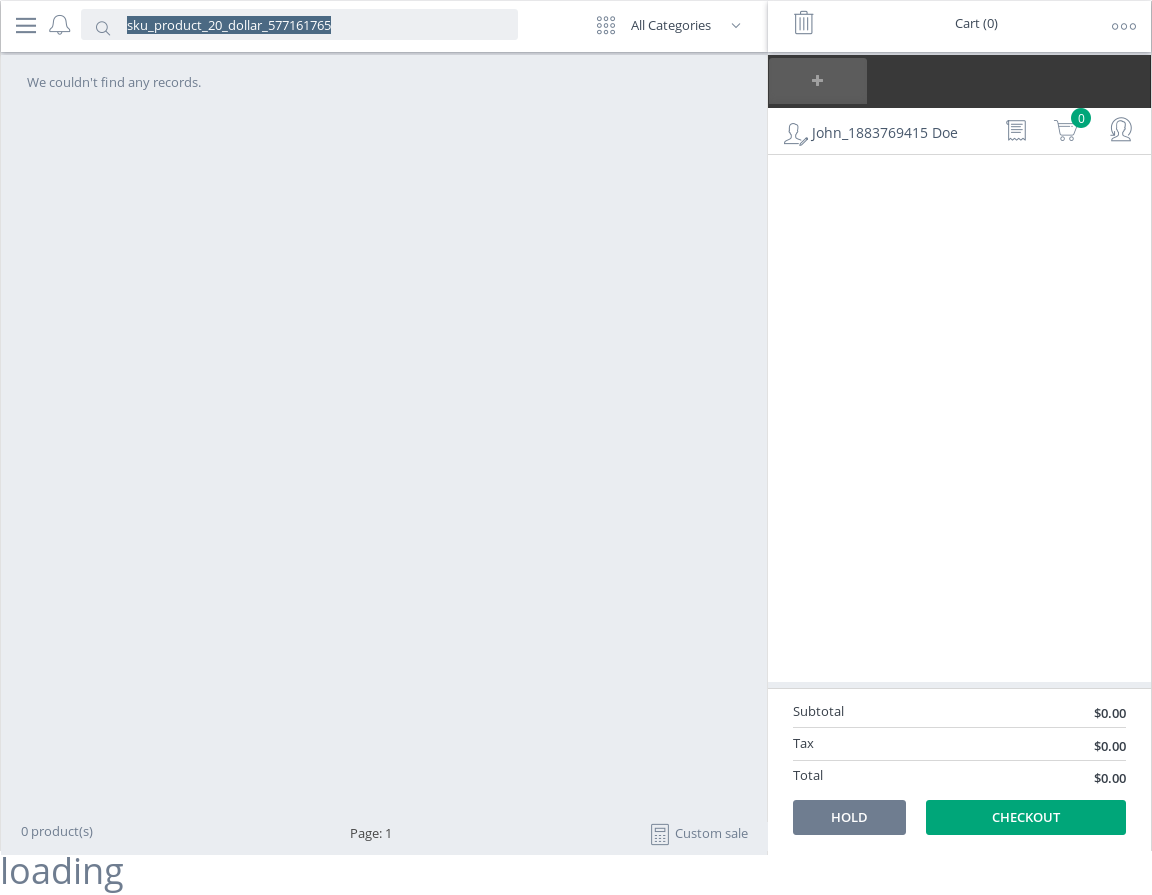 sku_product_20_dollar_577161765
All Categories
Cart (0)
We couldn't find any records.
+
John_1883769415 Doe
0
Subtotal $0.00
Tax $0.00
Total $0.00
HOLD CHECKOUT
0 product(s)
Page: 1
Custom sale
loading